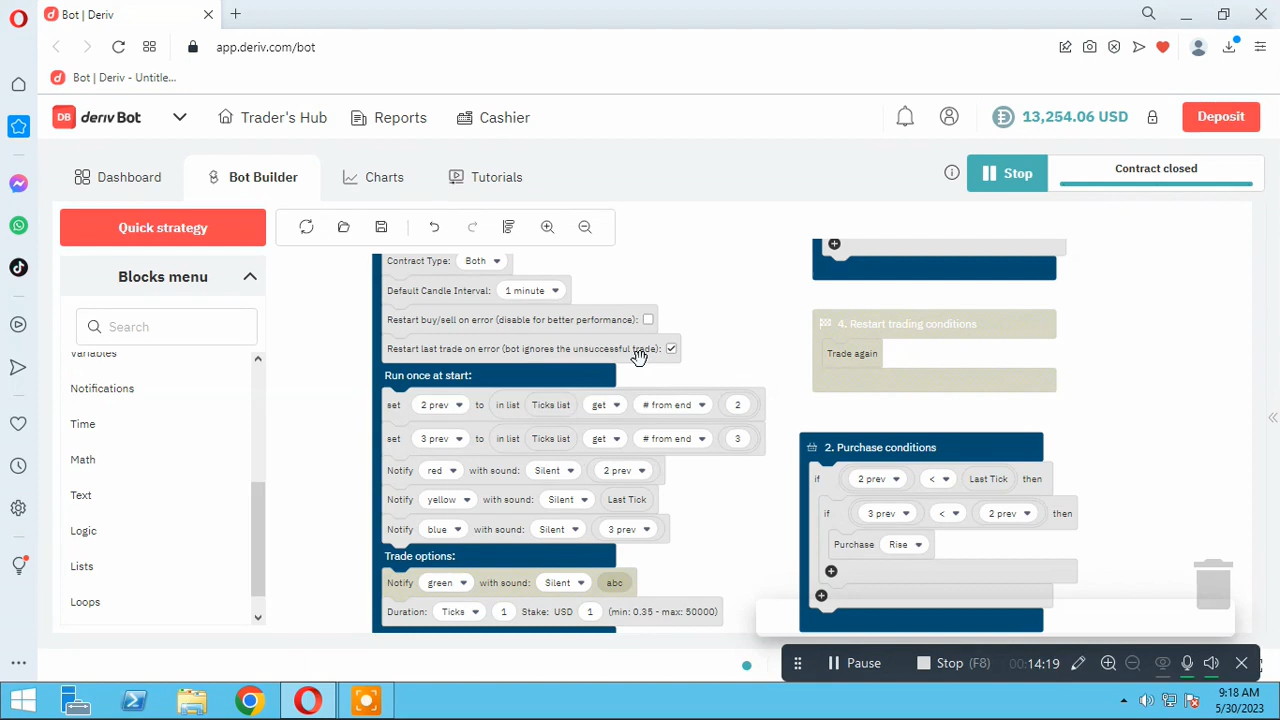 Bot | Deriv
app.deriv.com/bot
Bot | Deriv - Untitle...
DB deriv Bot
Trader's Hub
Reports
Cashier
13,254.06 USD
Deposit
Dashboard
Bot Builder
Charts
Tutorials
Stop
Contract closed
Quick strategy
Blocks menu
Search
Variables
Notifications
Time
Math
Text
Logic
Lists
Loops
Contract Type: Both
Default Candle Interval: 1 minute
Restart buy/sell on error (disable for better performance):
Restart last trade on error (bot ignores the unsuccessful trade):
Run once at start:
set 2 prev to in list Ticks list get # from end 2
set 3 prev to in list Ticks list get # from end 3
Notify red with sound: Silent 2 prev
Notify yellow with sound: Silent Last Tick
Notify blue with sound: Silent 3 prev
Trade options:
Notify green with sound: Silent abc
Duration: Ticks 1 Stake: USD 1 (min: 0.35 - max: 50000)
4. Restart trading conditions
Trade again
2. Purchase conditions
if 2 prev < Last Tick then
if 3 prev < 2 prev then
Purchase Rise
Pause
Stop (F8)
00:14:19
9:18 AM
5/30/2023